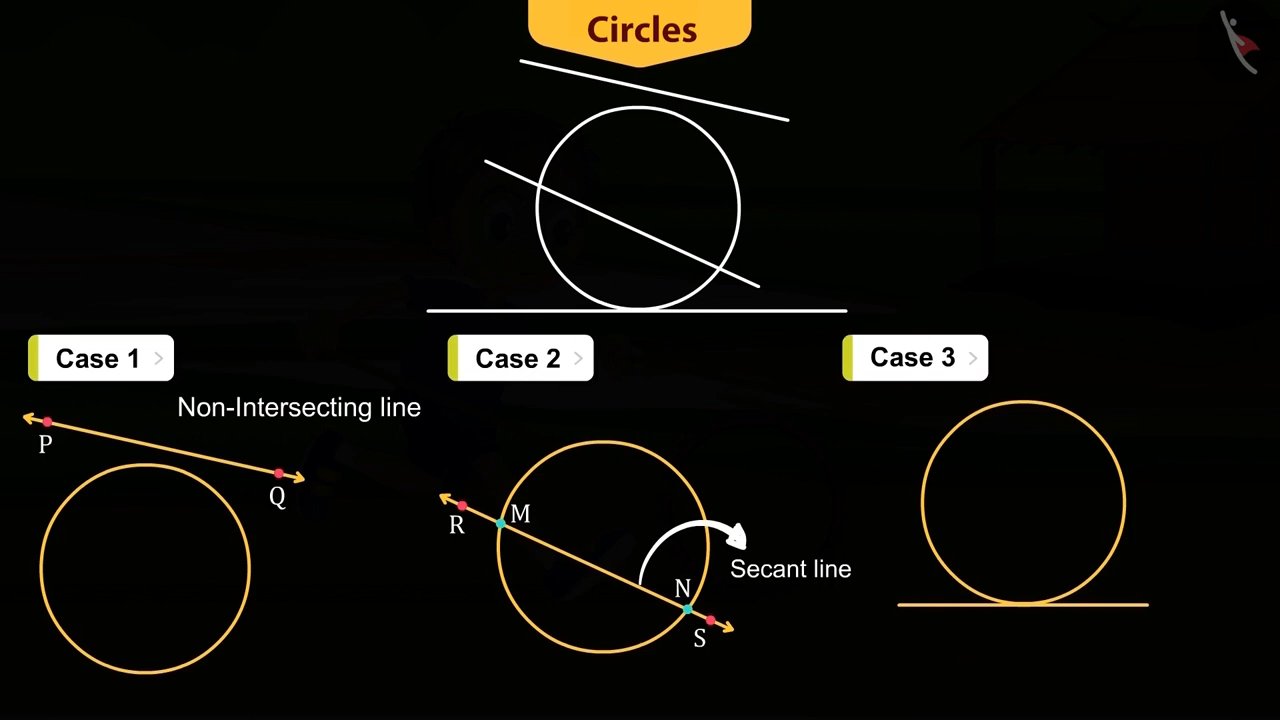 Circles
Case 1
Case 2
Case 3
Non-Intersecting line
P
Q
R
M
N
S
Secant line